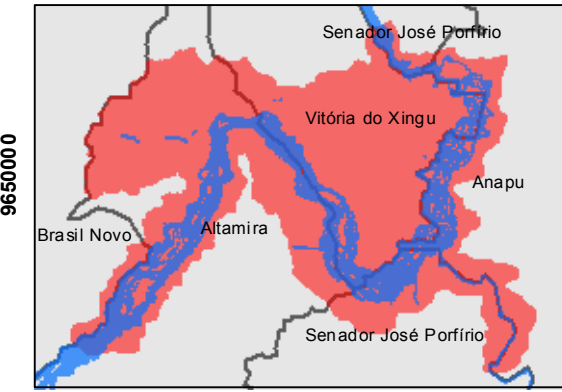 Senador José Porfírio
Vitória do Xingu
9650000
Anapu
Altamira
Brasil Novo
Senador José Porfírio